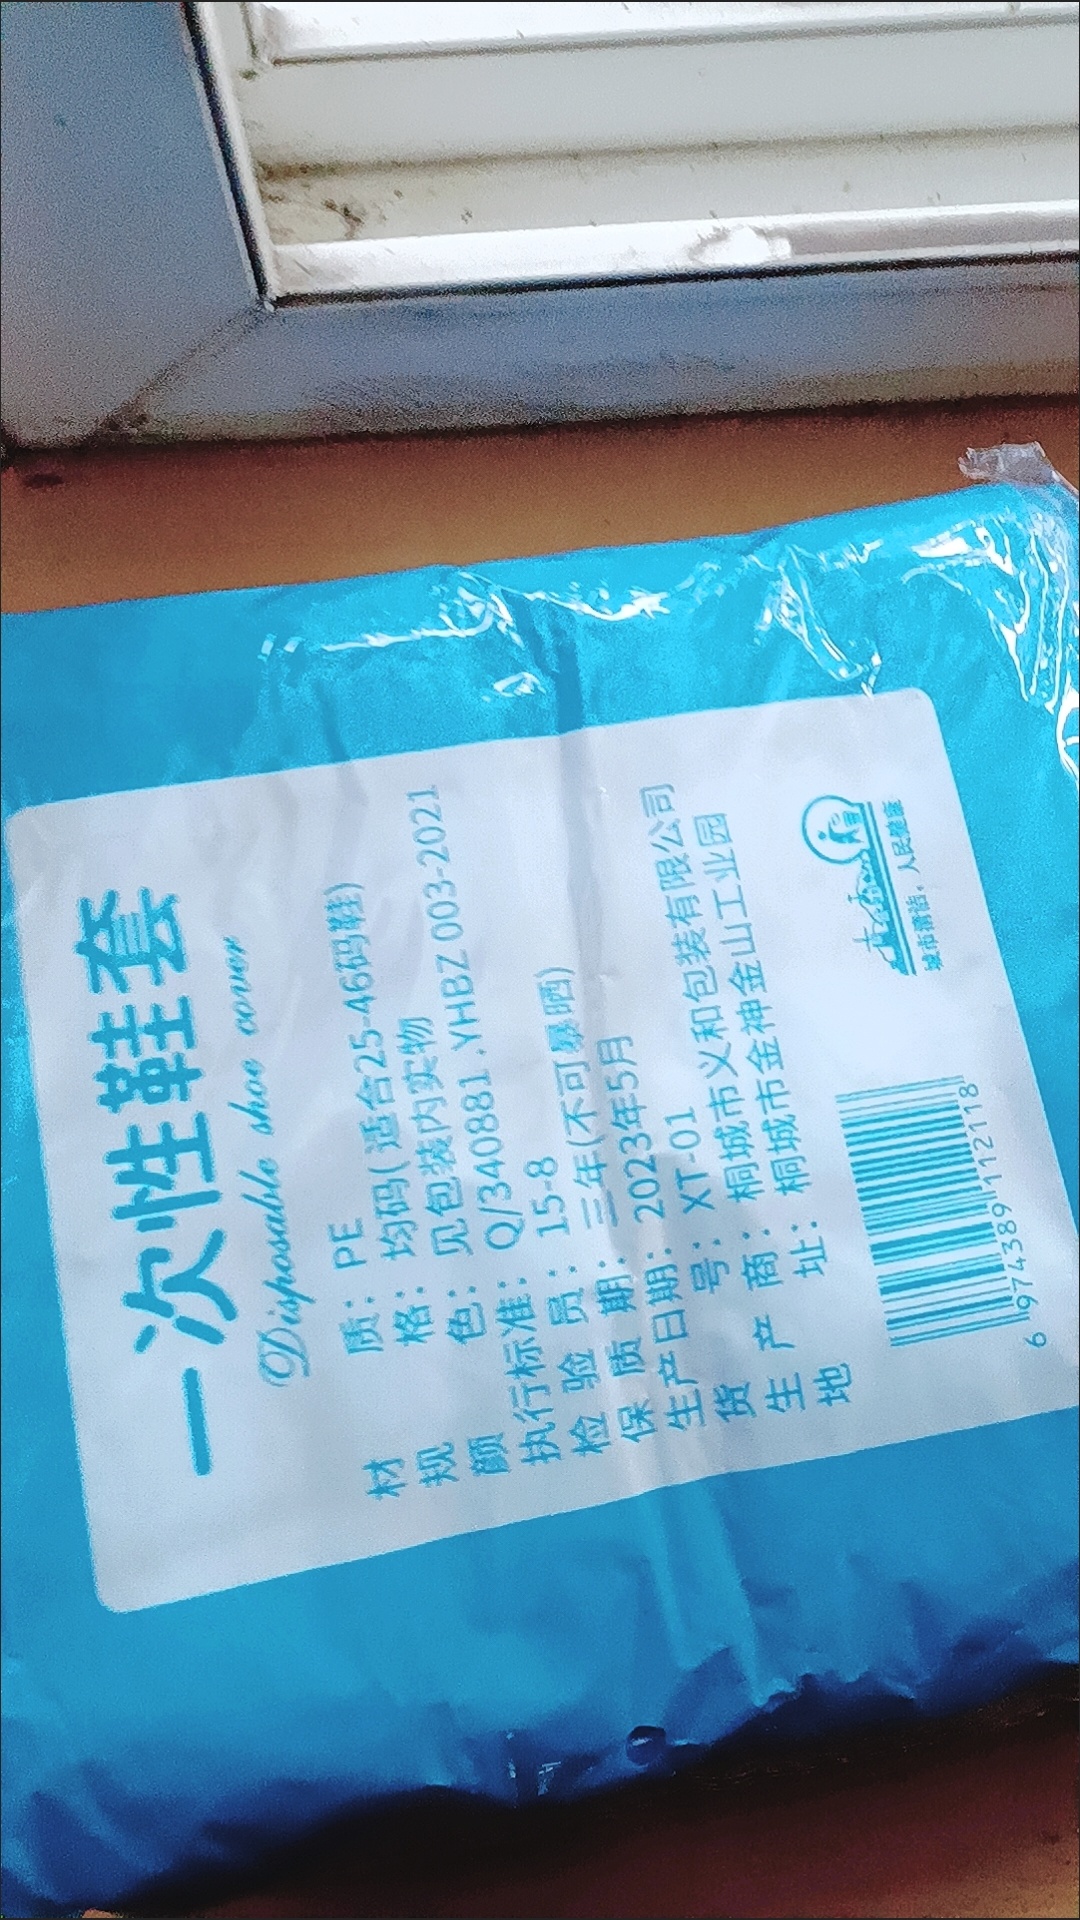 一次性鞋套
Disposable shoe cover
材质：PE
规格：均码(适合25-46码鞋)
颜色：见包装内实物
执行标准：Q/340881.YHBZ 003-2021
检验员：15-8
保质期：三年(不可暴晒)
生产日期：2023年5月
货号：XT-01
生产商：桐城市义和包装有限公司
地址：桐城市金神金山工业园
城市清洁，人民健康
6 974389 112118